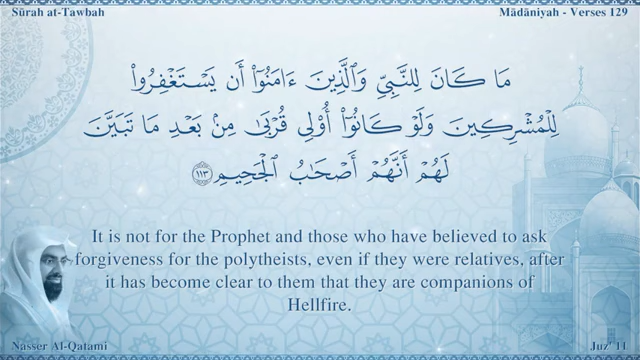 Sūrah at-Tawbah
Mādāniyah - Verses 129
مَا كَانَ لِلنَّبِيِّ وَٱلَّذِينَ ءَامَنُوٓا۟ أَن يَسْتَغْفِرُوا۟
لِلْمُشْرِكِينَ وَلَوْ كَانُوٓا۟ أُو۟لِى قُرْبَىٰ مِنۢ بَعْدِ مَا تَبَيَّنَ
لَهُمْ أَنَّهُمْ أَصْحَـٰبُ ٱلْجَحِيمِ ١١٣
It is not for the Prophet and those who have believed to ask
forgiveness for the polytheists, even if they were relatives, after
it has become clear to them that they are companions of
Hellfire.
Nasser Al-Qatami
Juz' 11